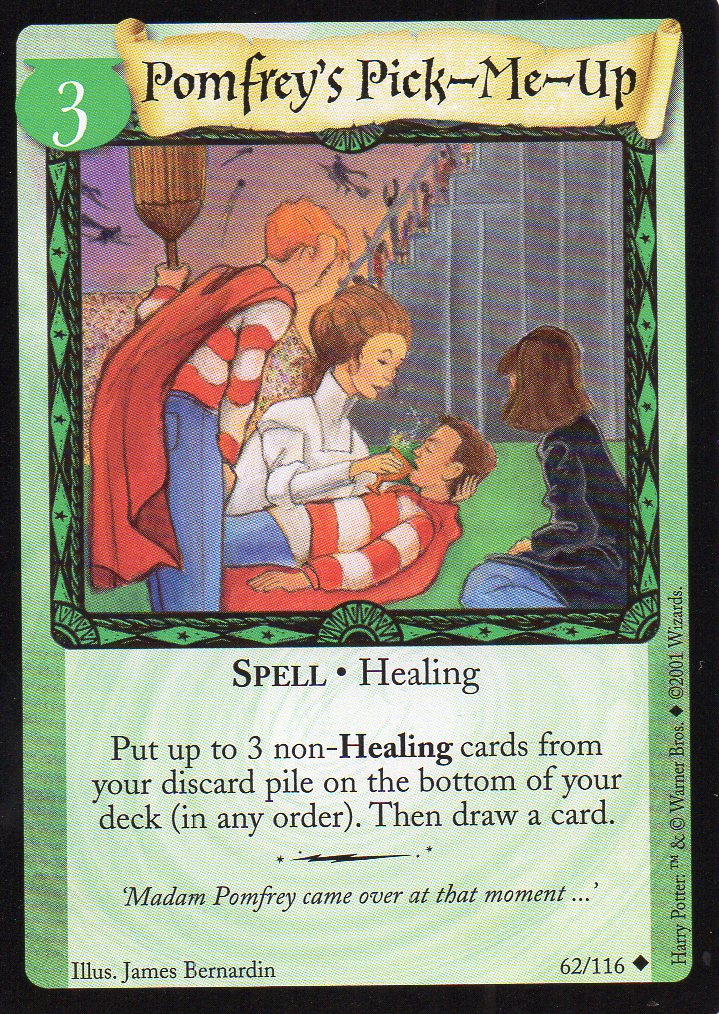 3
Pomfrey's Pick-Me-Up
SPELL • Healing
Put up to 3 non-Healing cards from
your discard pile on the bottom of your
deck (in any order). Then draw a card.
'Madam Pomfrey came over at that moment ...'
Illus. James Bernardin
62/116 ◆
Harry Potter: ™ & © Warner Bros. ◆ ©2001 Wizards.